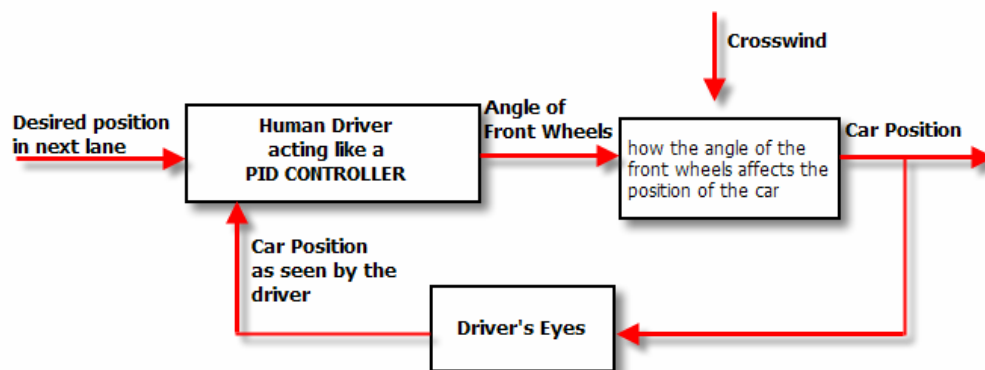 Crosswind
Desired position
in next lane
Human Driver
acting like a
PID CONTROLLER
Angle of
Front Wheels
how the angle of the
front wheels affects the
position of the car
Car Position
Car Position
as seen by the
driver
Driver's Eyes